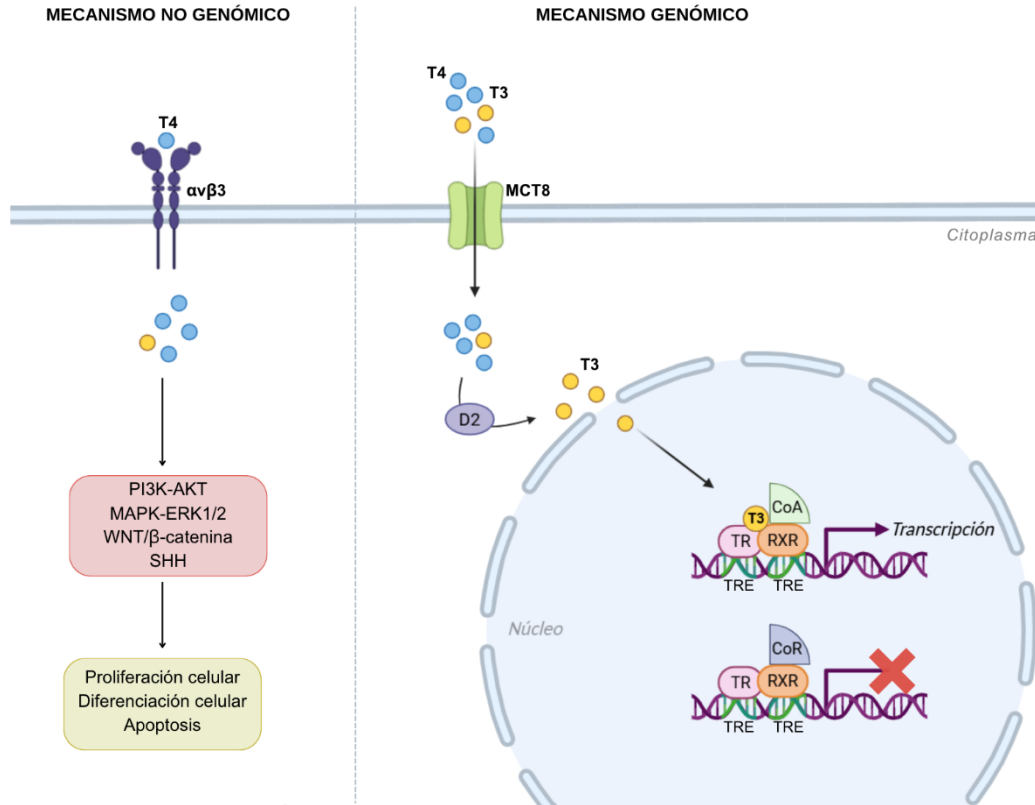 MECANISMO NO GENÓMICO
T4
αvβ3
PI3K-AKT
MAPK-ERK1/2
WNT/β-catenina
SHH
Proliferación celular
Diferenciación celular
Apoptosis
MECANISMO GENÓMICO
T4
T3
MCT8
Citoplasma
T3
D2
CoA
T3
TR
RXR
Transcripción
TRE
TRE
Núcleo
CoR
TR
RXR
TRE
TRE